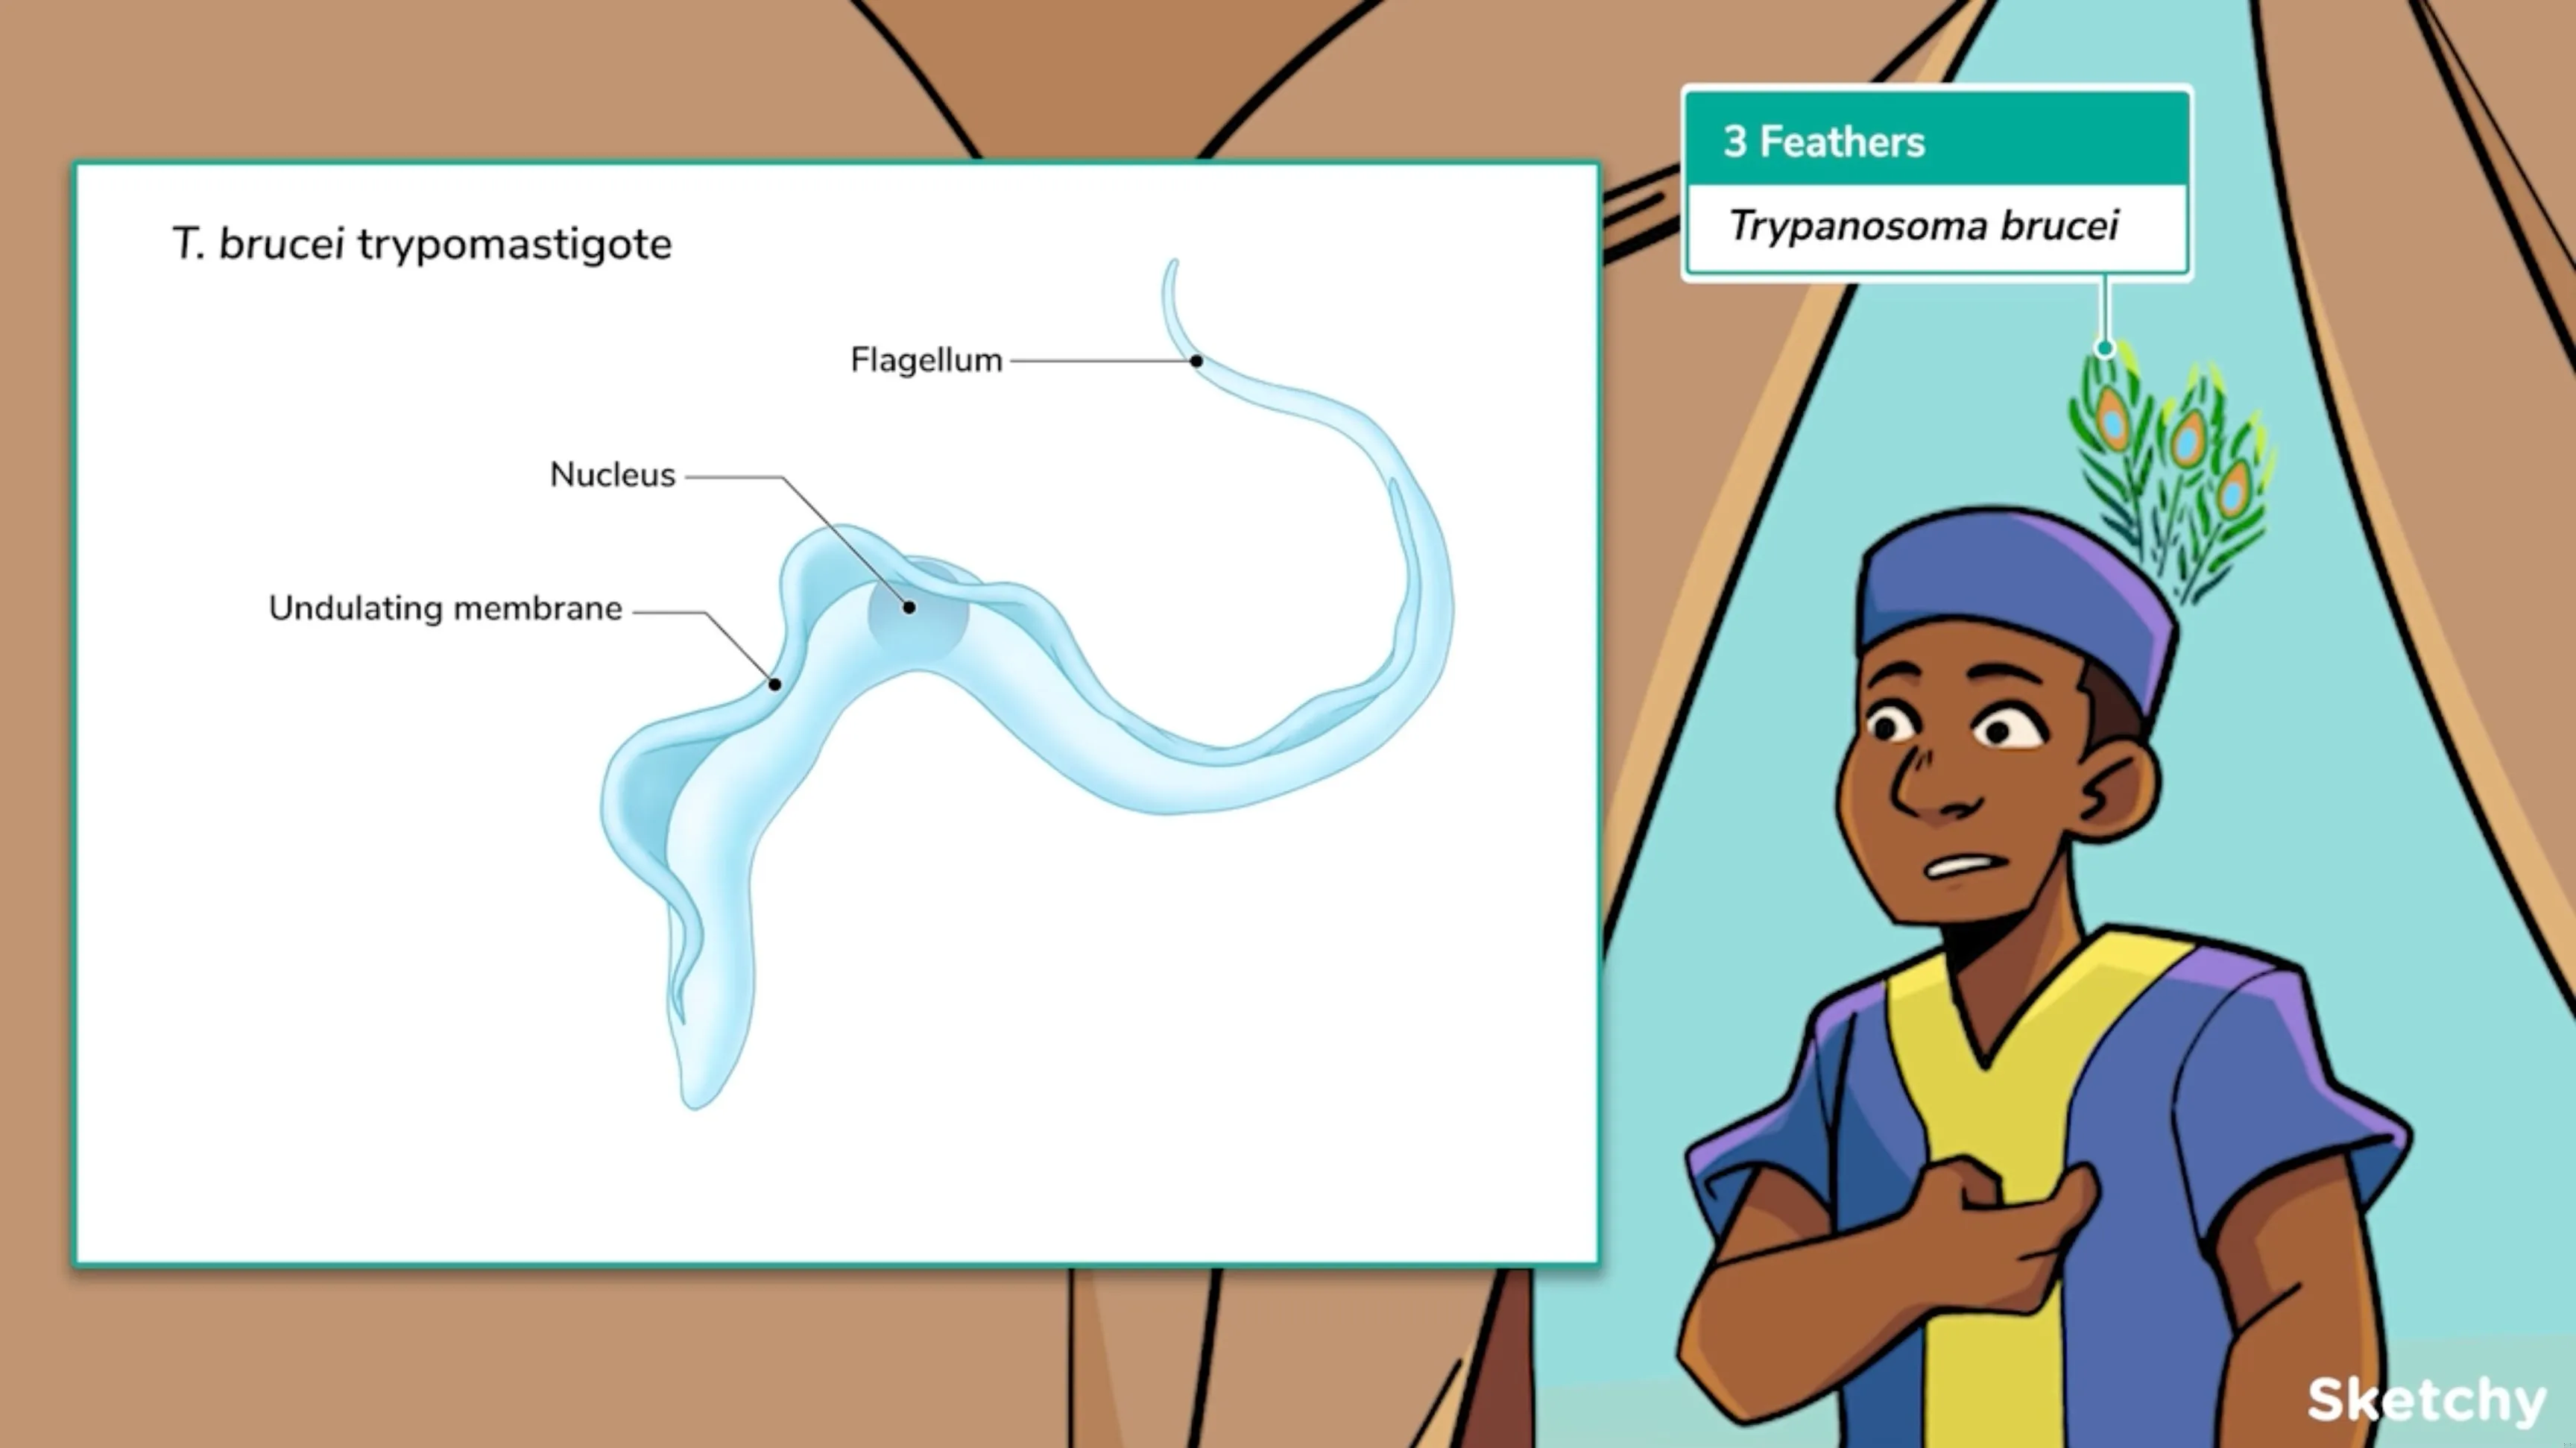 T. brucei trypomastigote
Flagellum
Nucleus
Undulating membrane
3 Feathers
Trypanosoma brucei
Sketchy